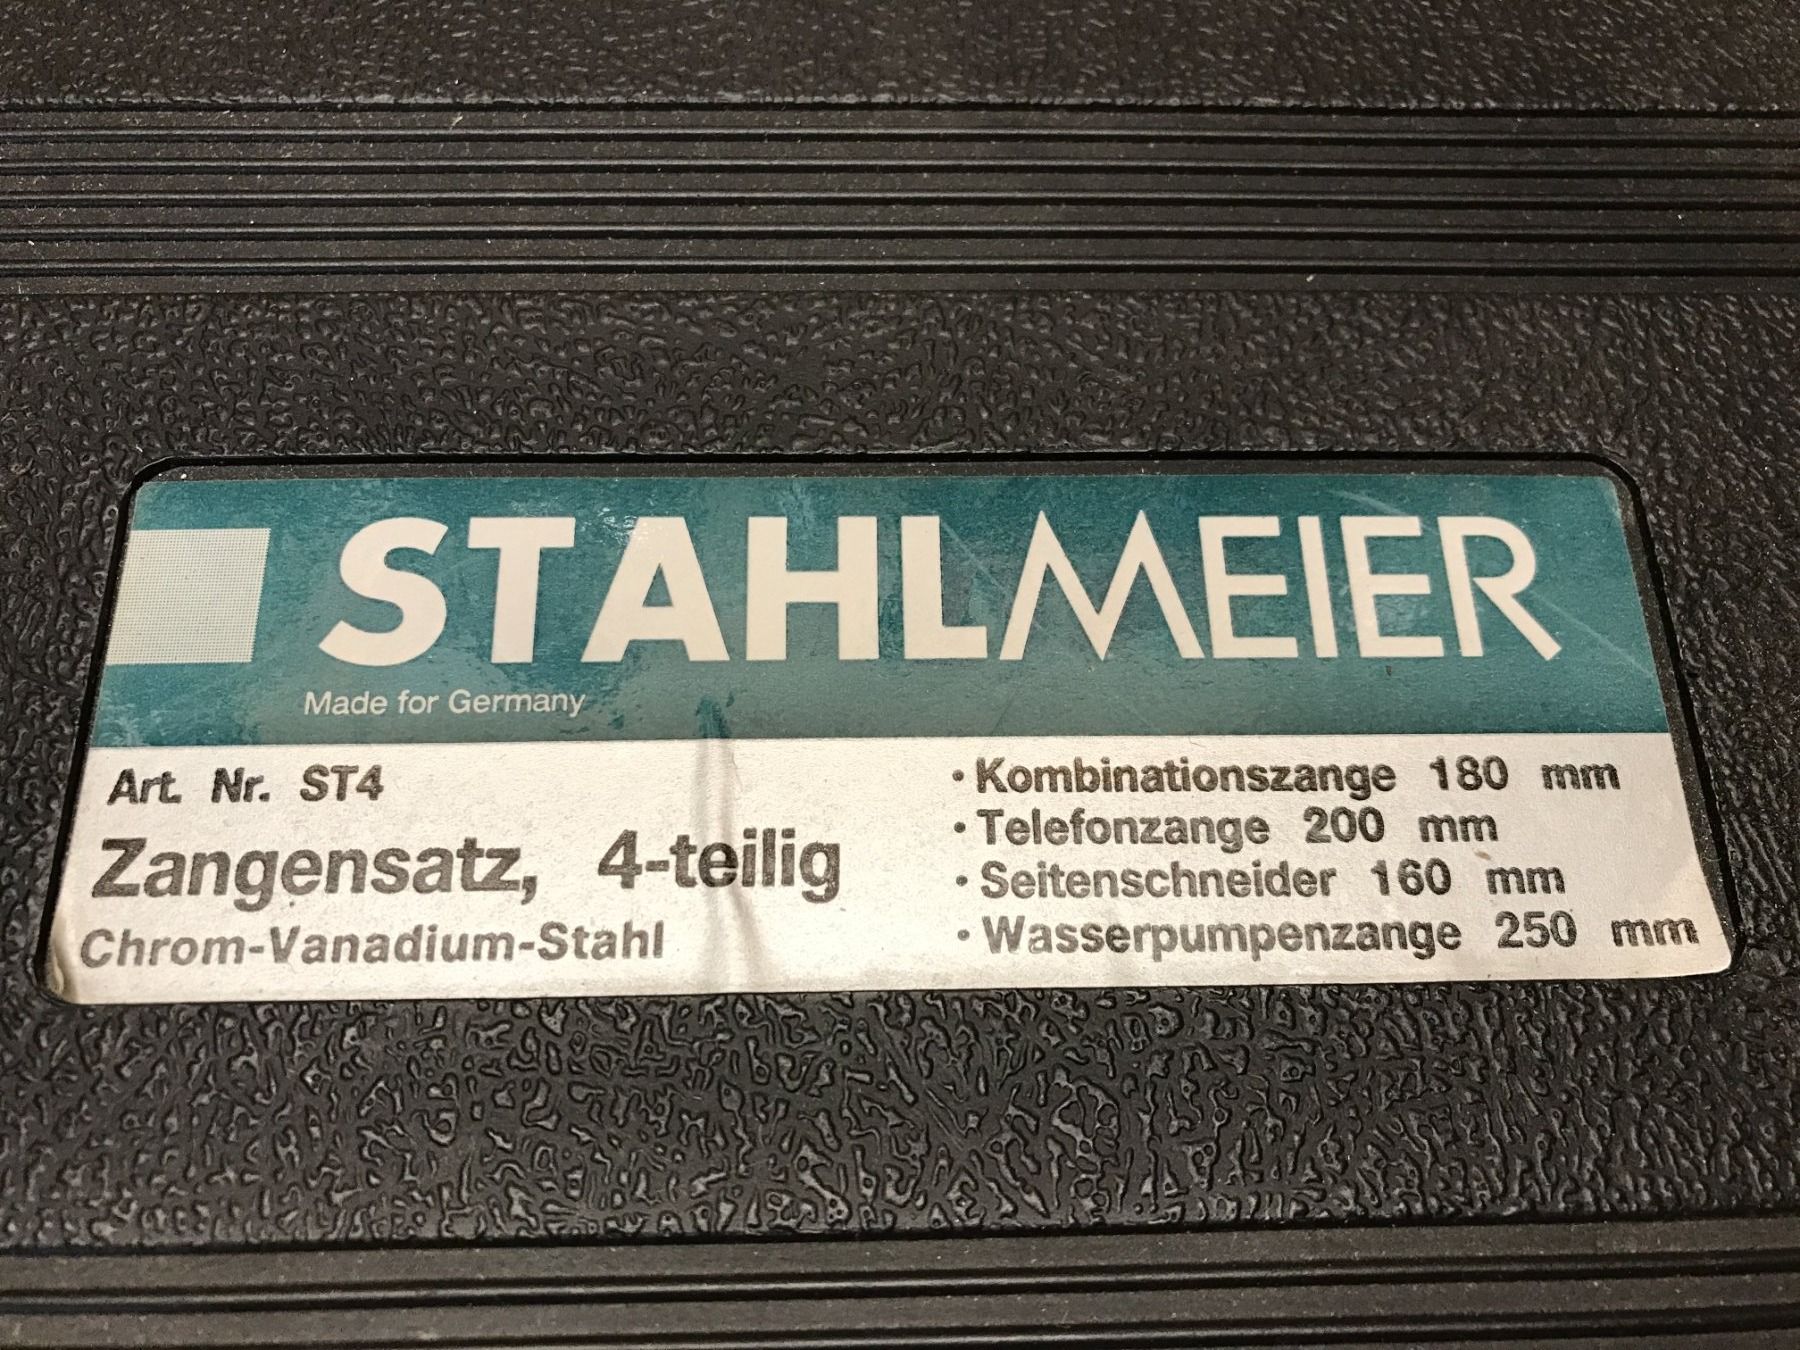 STAHLMEIER
Made for Germany
Art. Nr. ST4
Zangensatz, 4-teilig
Chrom-Vanadium-Stahl
· Kombinationszange 180 mm
· Telefonzange 200 mm
· Seitenschneider 160 mm
· Wasserpumpenzange 250 mm